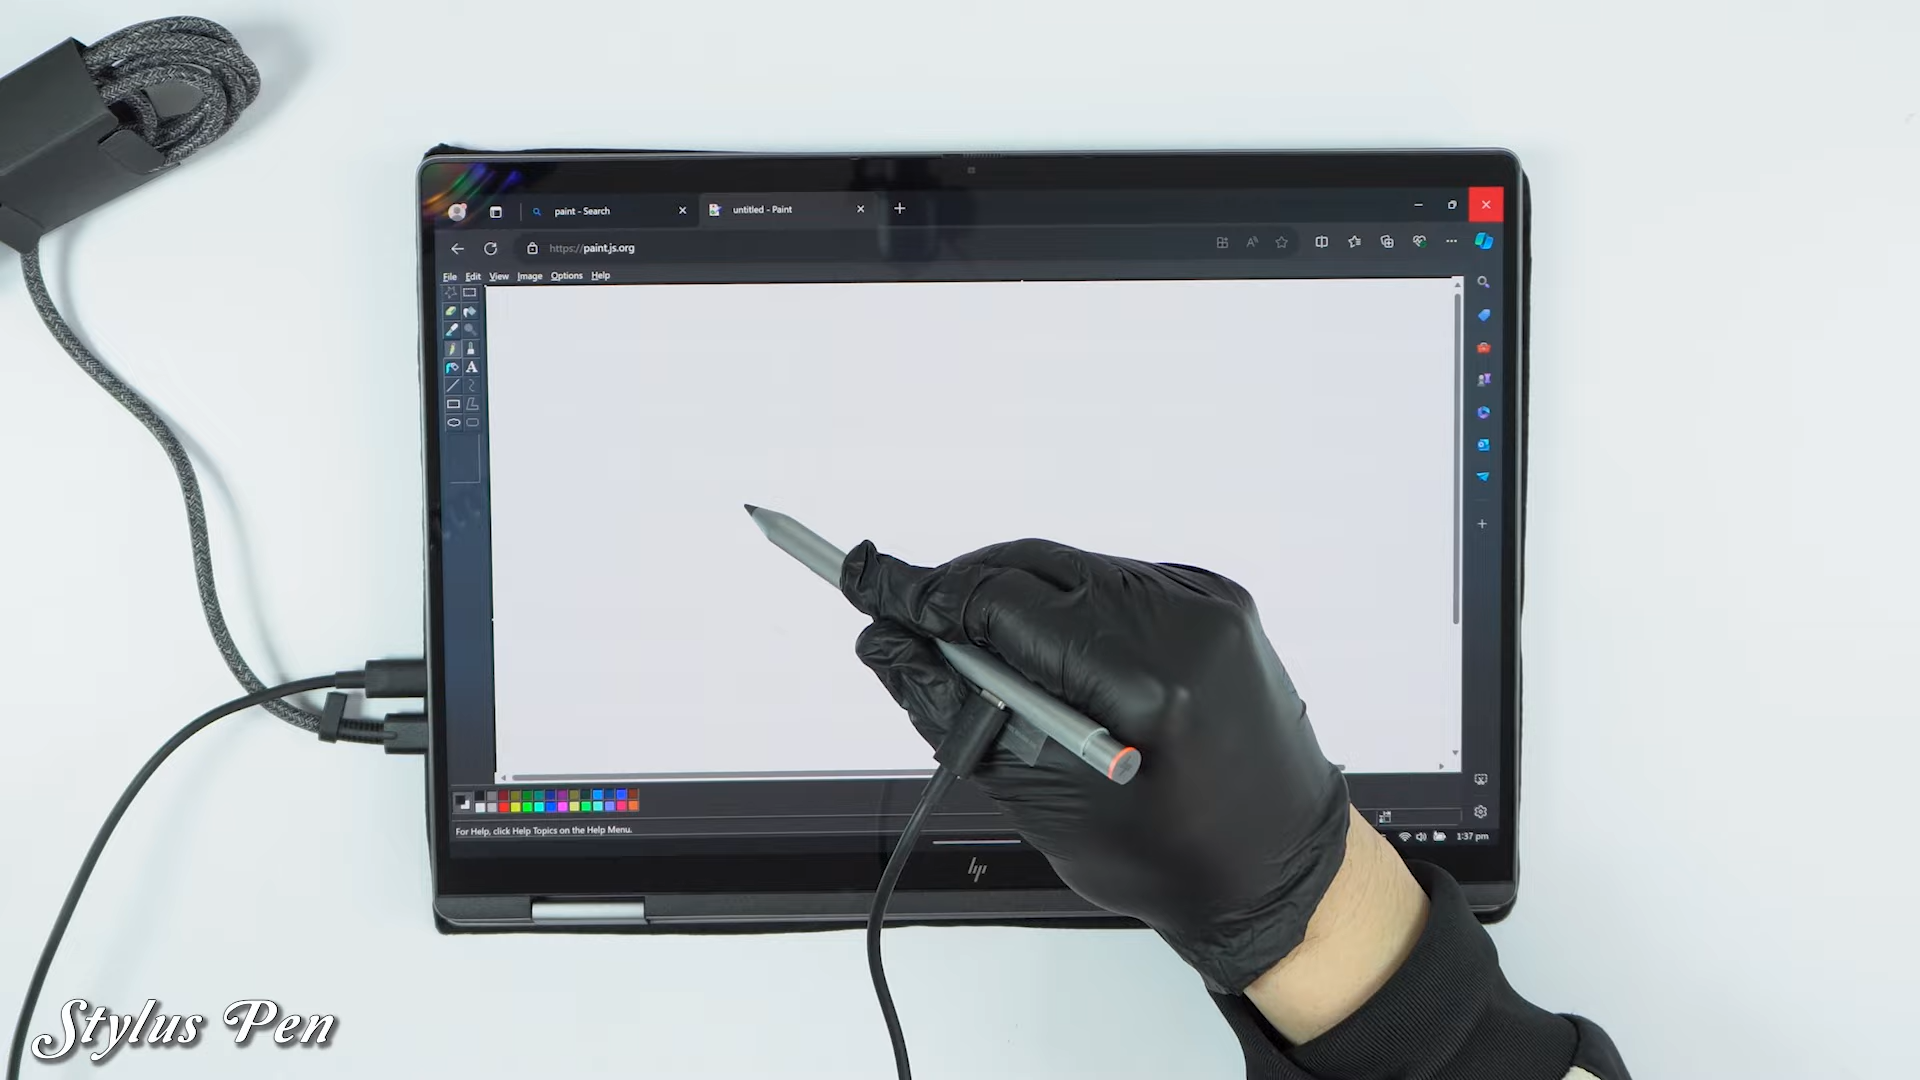 paint - Search
untitled - Paint
https://paint.js.org
File Edit View Image Options Help
A
For Help, click Help Topics on the Help Menu.
1:37 pm
hp
Stylus Pen